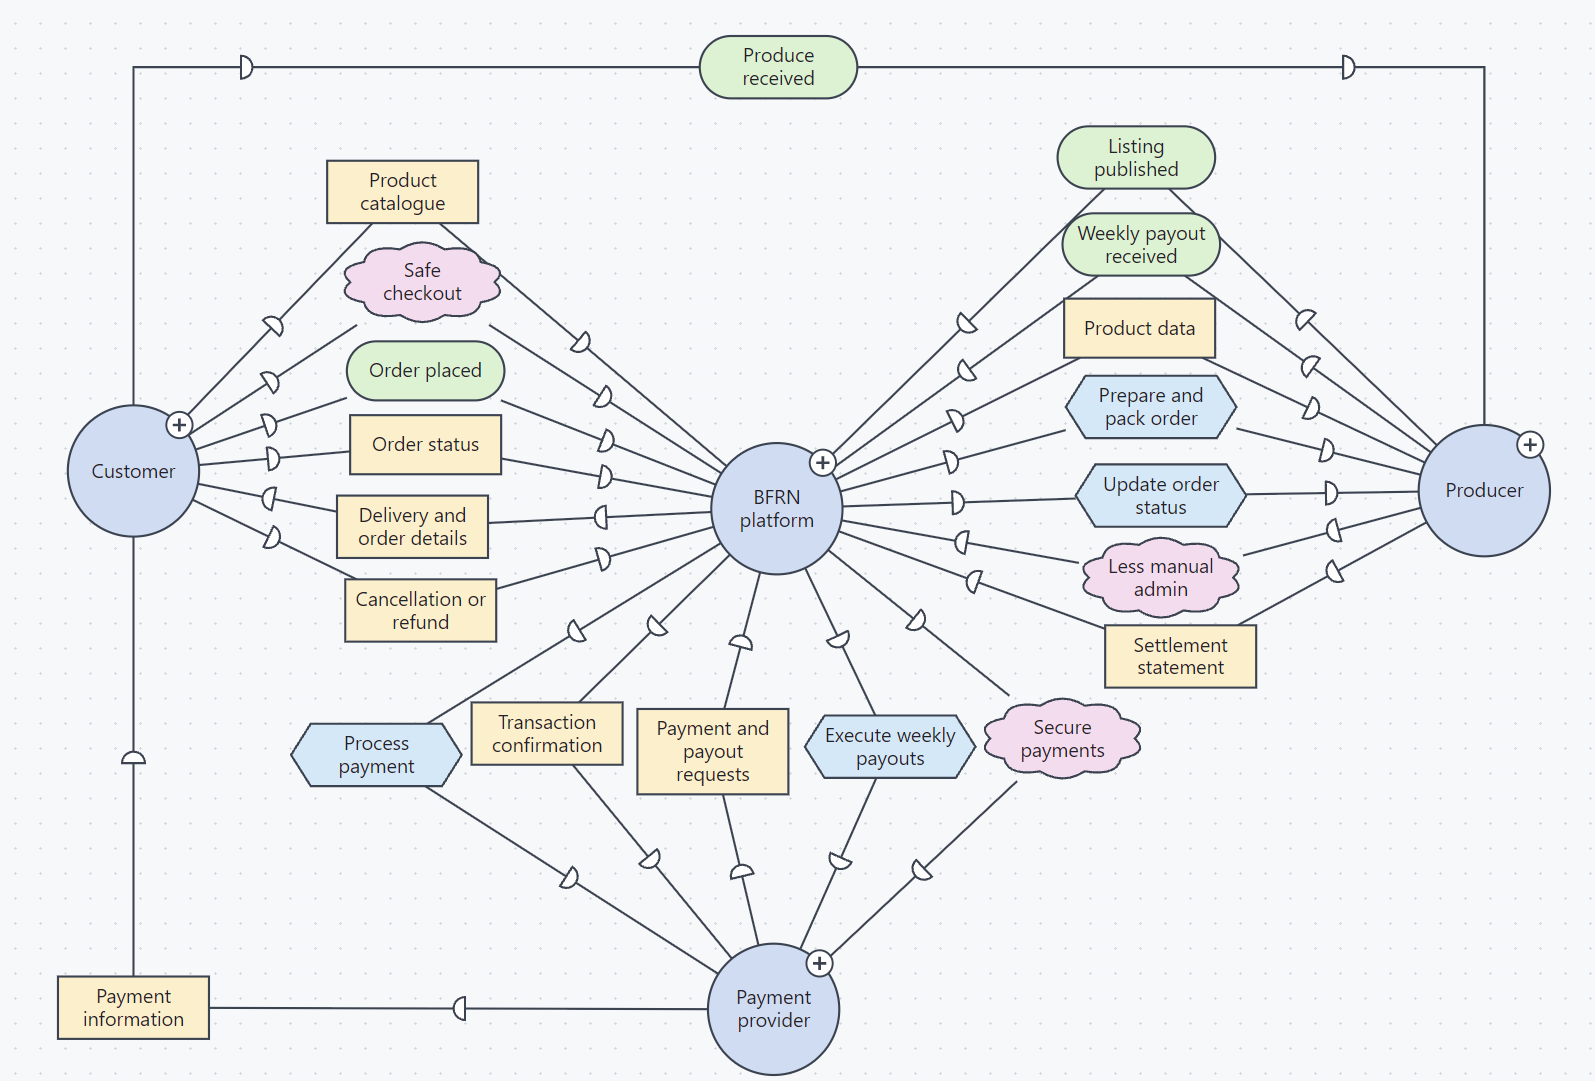 Produce
received
Listing
published
Product
catalogue
Weekly payout
received
Safe
checkout
Product data
Order placed
Prepare and
pack order
Order status
Customer
Update order
status
Producer
BFRN
platform
Delivery and
order details
Less manual
admin
Cancellation or
refund
Settlement
statement
Process
payment
Transaction
confirmation
Payment and
payout
requests
Execute weekly
payouts
Secure
payments
Payment
information
Payment
provider